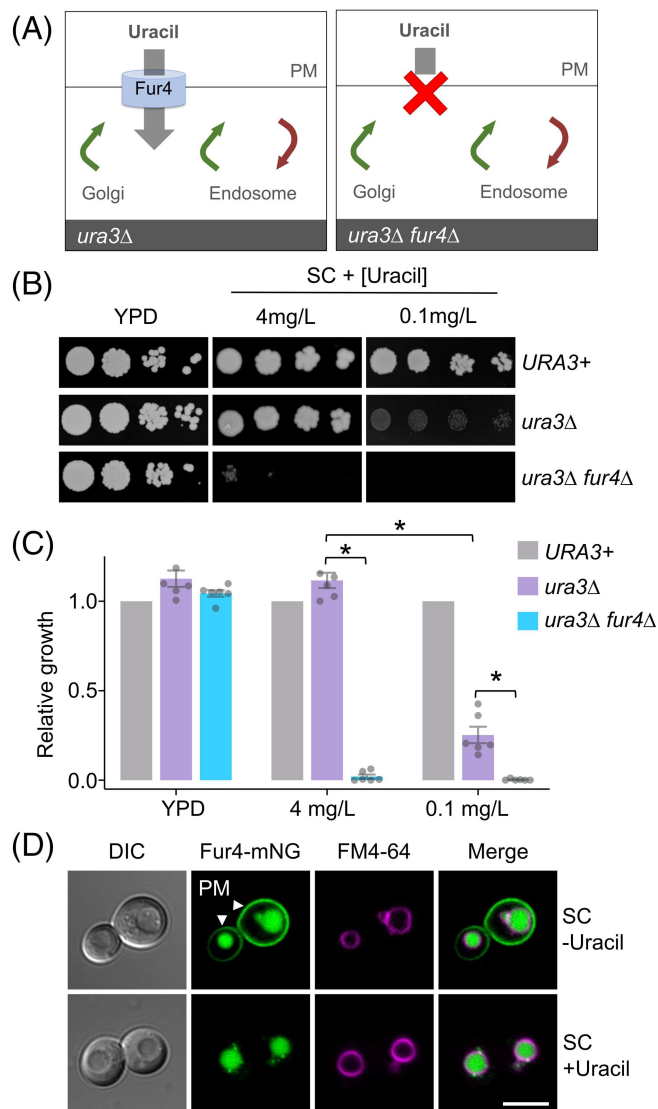 (A)
Uracil
PM
Fur4
Golgi
Endosome
ura3Δ
Uracil
PM
Golgi
Endosome
ura3Δ fur4Δ
(B)
SC + [Uracil]
YPD
4mg/L
0.1mg/L
URA3+
ura3Δ
ura3Δ fur4Δ
(C)
Relative growth
1.0
0.5
0.0
*
*
*
YPD
4 mg/L
0.1 mg/L
URA3+
ura3Δ
ura3Δ fur4Δ
(D)
DIC
Fur4-mNG
FM4-64
Merge
PM
SC
-Uracil
SC
+Uracil